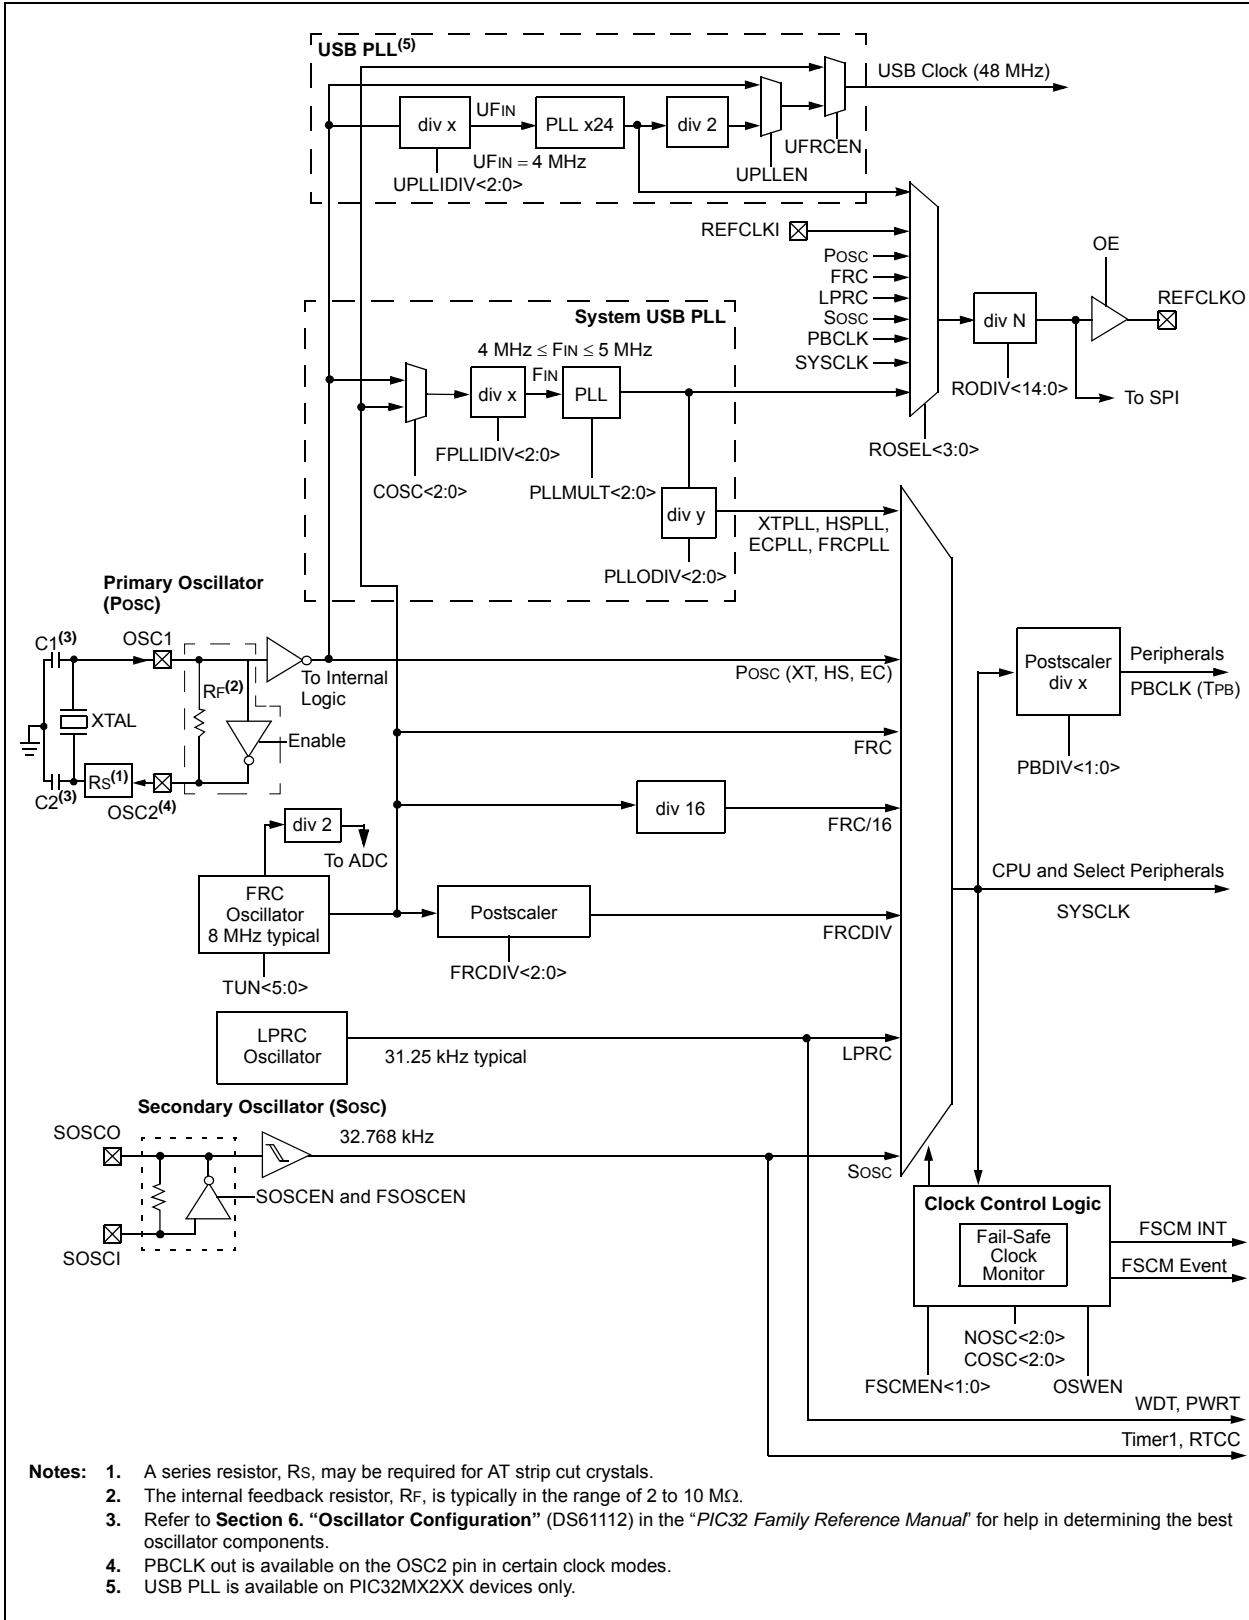 USB PLL(5)
USB Clock (48 MHz)
div x
UFIN
PLL x24
div 2
UFRCEN
UFIN = 4 MHz
UPLLEN
UPLLIDIV<2:0>
REFCLKI
POSC
FRC
LPRC
SOSC
PBCLK
SYSCLK
OE
REFCLKO
div N
RODIV<14:0>
To SPI
ROSEL<3:0>
System USB PLL
4 MHz ≤ FIN ≤ 5 MHz
FIN
div x
PLL
FPLLIDIV<2:0>
COSC<2:0>
PLLMULT<2:0>
div y
XTPLL, HSPLL,
ECPLL, FRCPLL
PLLODIV<2:0>
Primary Oscillator
(POSC)
C1(3)
OSC1
RF(2)
To Internal
Logic
XTAL
Enable
RS(1)
C2(3)
OSC2(4)
POSC (XT, HS, EC)
Postscaler
div x
Peripherals
PBCLK (TPB)
PBDIV<1:0>
FRC
div 16
FRC/16
div 2
To ADC
FRC
Oscillator
8 MHz typical
TUN<5:0>
Postscaler
FRCDIV
FRCDIV<2:0>
CPU and Select Peripherals
SYSCLK
LPRC
Oscillator
31.25 kHz typical
LPRC
Secondary Oscillator (SOSC)
SOSCO
32.768 kHz
SOSC
SOSCEN and FSOSCEN
SOSCI
Clock Control Logic
Fail-Safe
Clock
Monitor
FSCM INT
FSCM Event
NOSC<2:0>
COSC<2:0>
FSCMEN<1:0>
OSWEN
WDT, PWRT
Timer1, RTCC
Notes: 1. A series resistor, RS, may be required for AT strip cut crystals.
2. The internal feedback resistor, RF, is typically in the range of 2 to 10 MΩ.
3. Refer to Section 6. “Oscillator Configuration” (DS61112) in the “PIC32 Family Reference Manual” for help in determining the best
oscillator components.
4. PBCLK out is available on the OSC2 pin in certain clock modes.
5. USB PLL is available on PIC32MX2XX devices only.